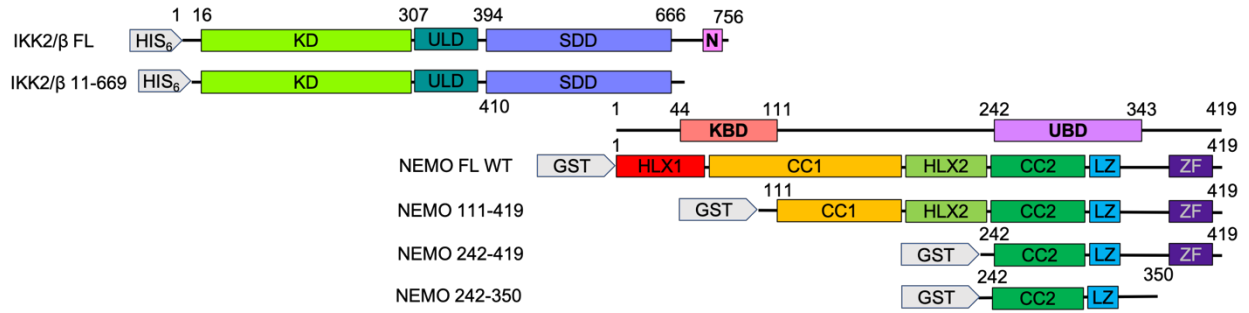 1 16 307 394 666 756
IKK2/β FL HIS6 KD ULD SDD N
IKK2/β 11-669 HIS6 KD ULD SDD
410
1 44 111 242 343 419
KBD UBD
1 419
NEMO FL WT GST HLX1 CC1 HLX2 CC2 LZ ZF
111 419
NEMO 111-419 GST CC1 HLX2 CC2 LZ ZF
242 419
NEMO 242-419 GST CC2 LZ ZF
242 350
NEMO 242-350 GST CC2 LZ